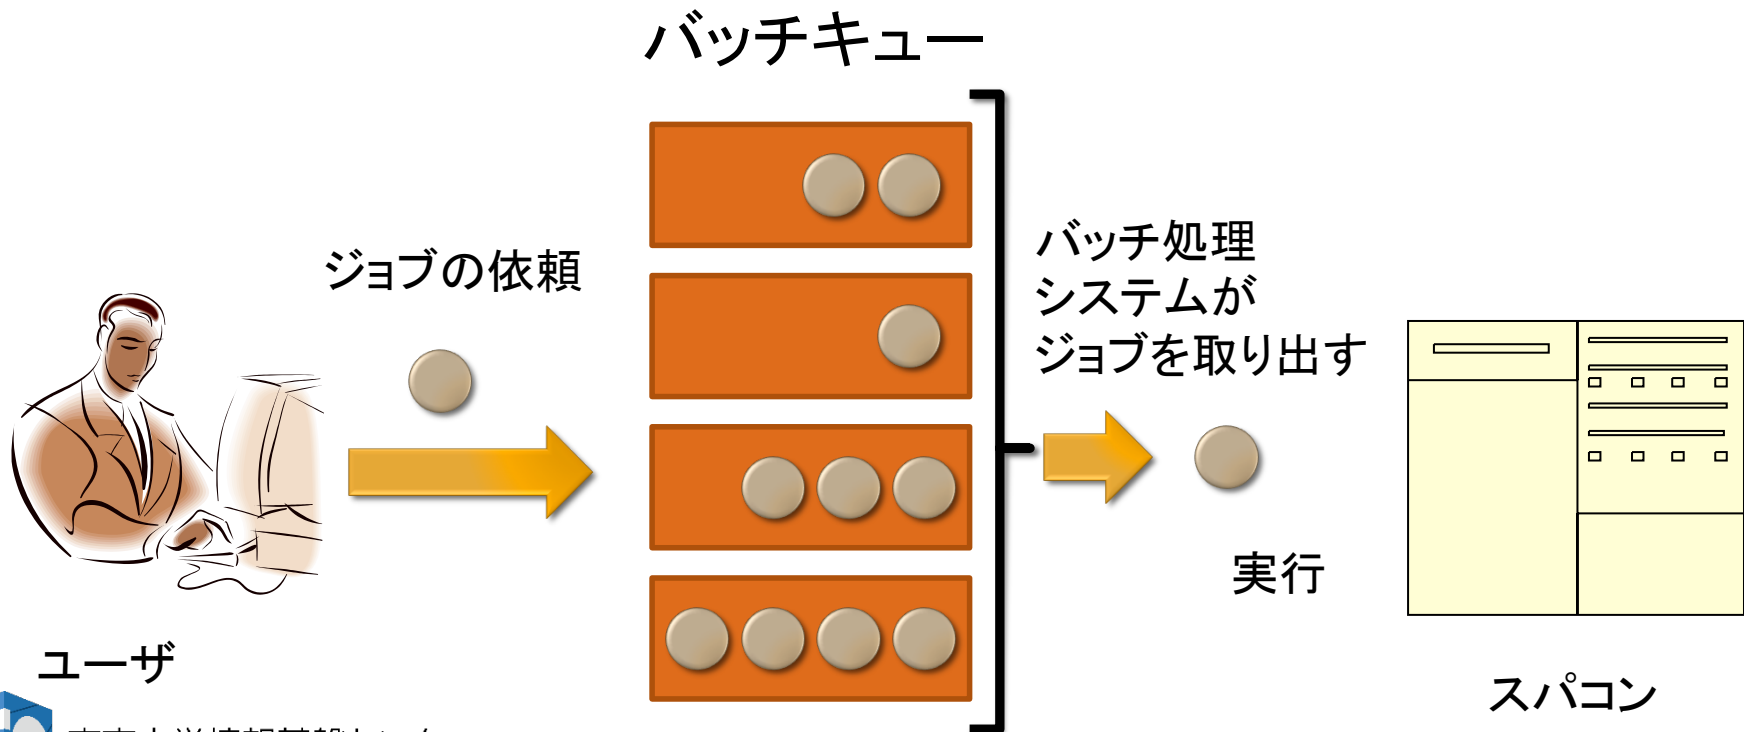 バッチキュー
ジョブの依頼
バッチ処理
システムが
ジョブを取り出す
実行
ユーザ
スパコン